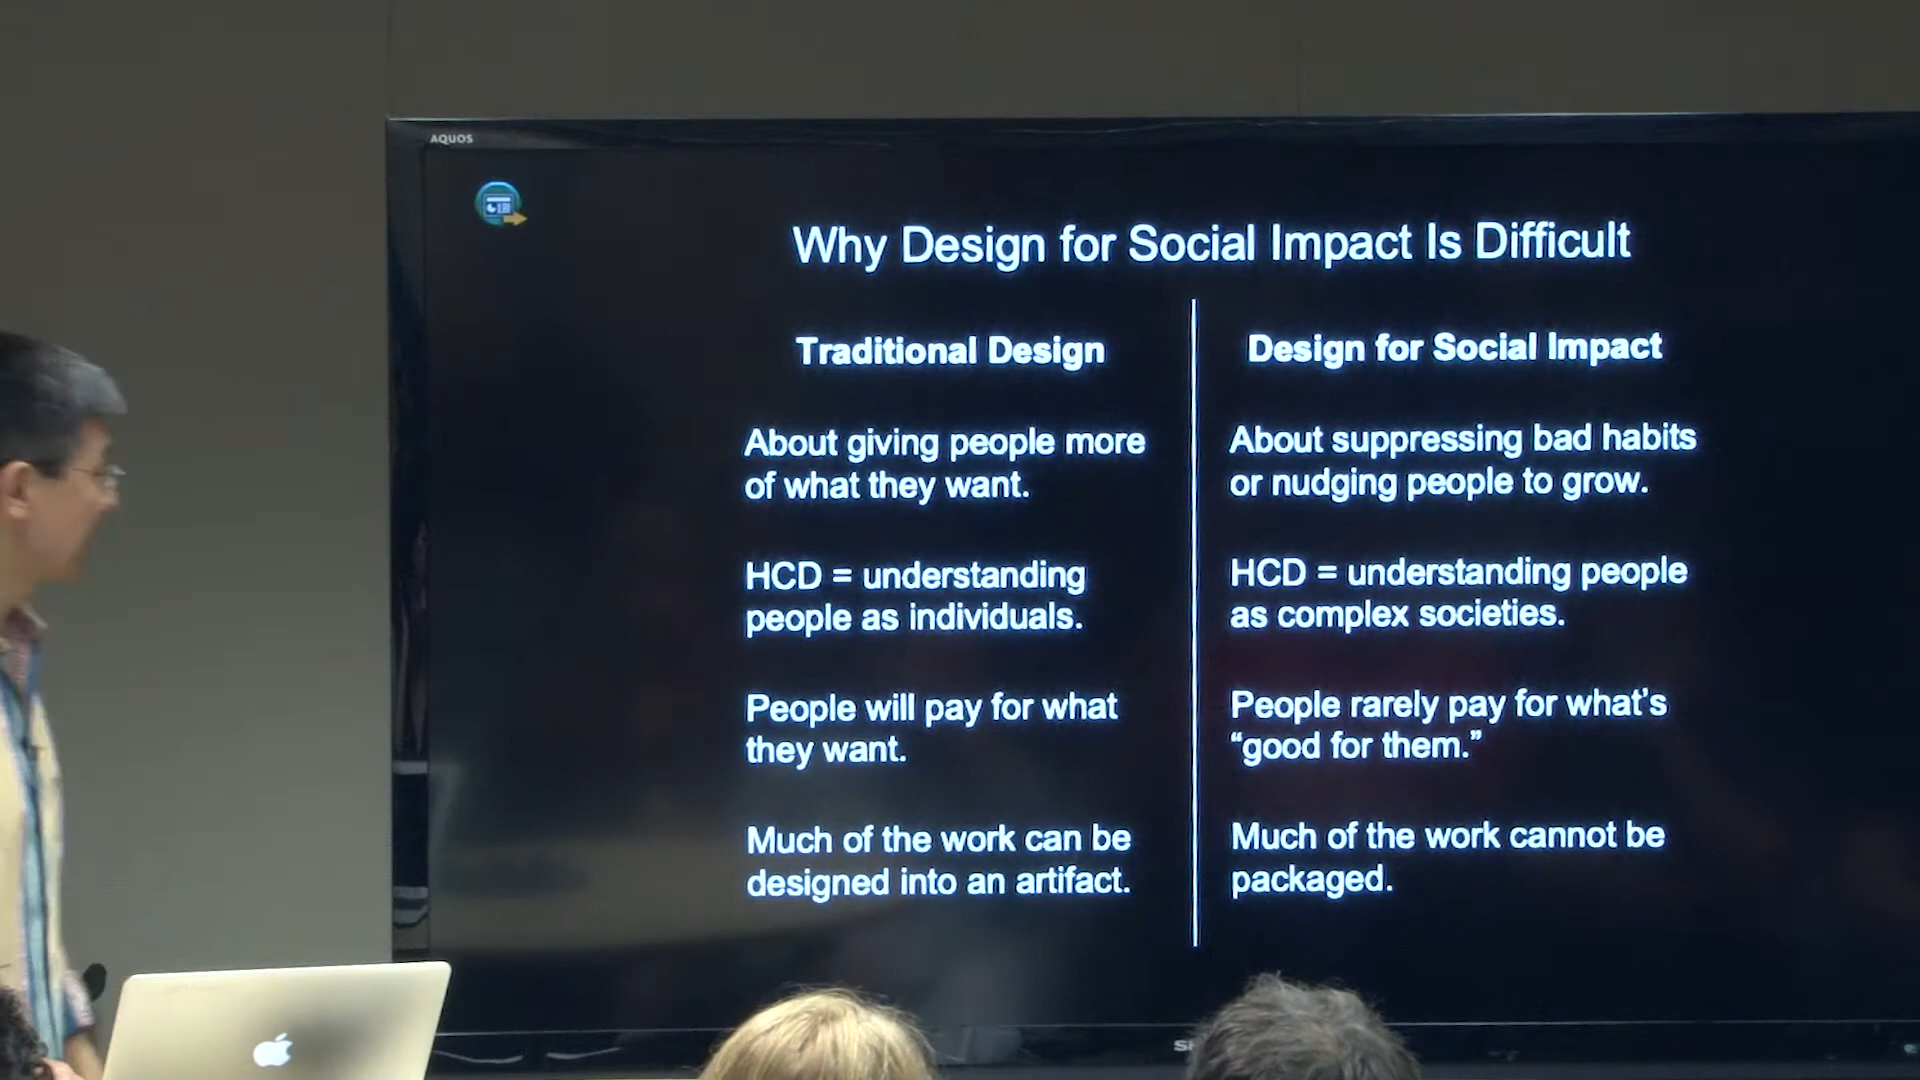 AQUOS
Why Design for Social Impact Is Difficult
Traditional Design
About giving people more
of what they want.
HCD = understanding
people as individuals.
People will pay for what
they want.
Much of the work can be
designed into an artifact.
Design for Social Impact
About suppressing bad habits
or nudging people to grow.
HCD = understanding people
as complex societies.
People rarely pay for what's
“good for them.”
Much of the work cannot be
packaged.